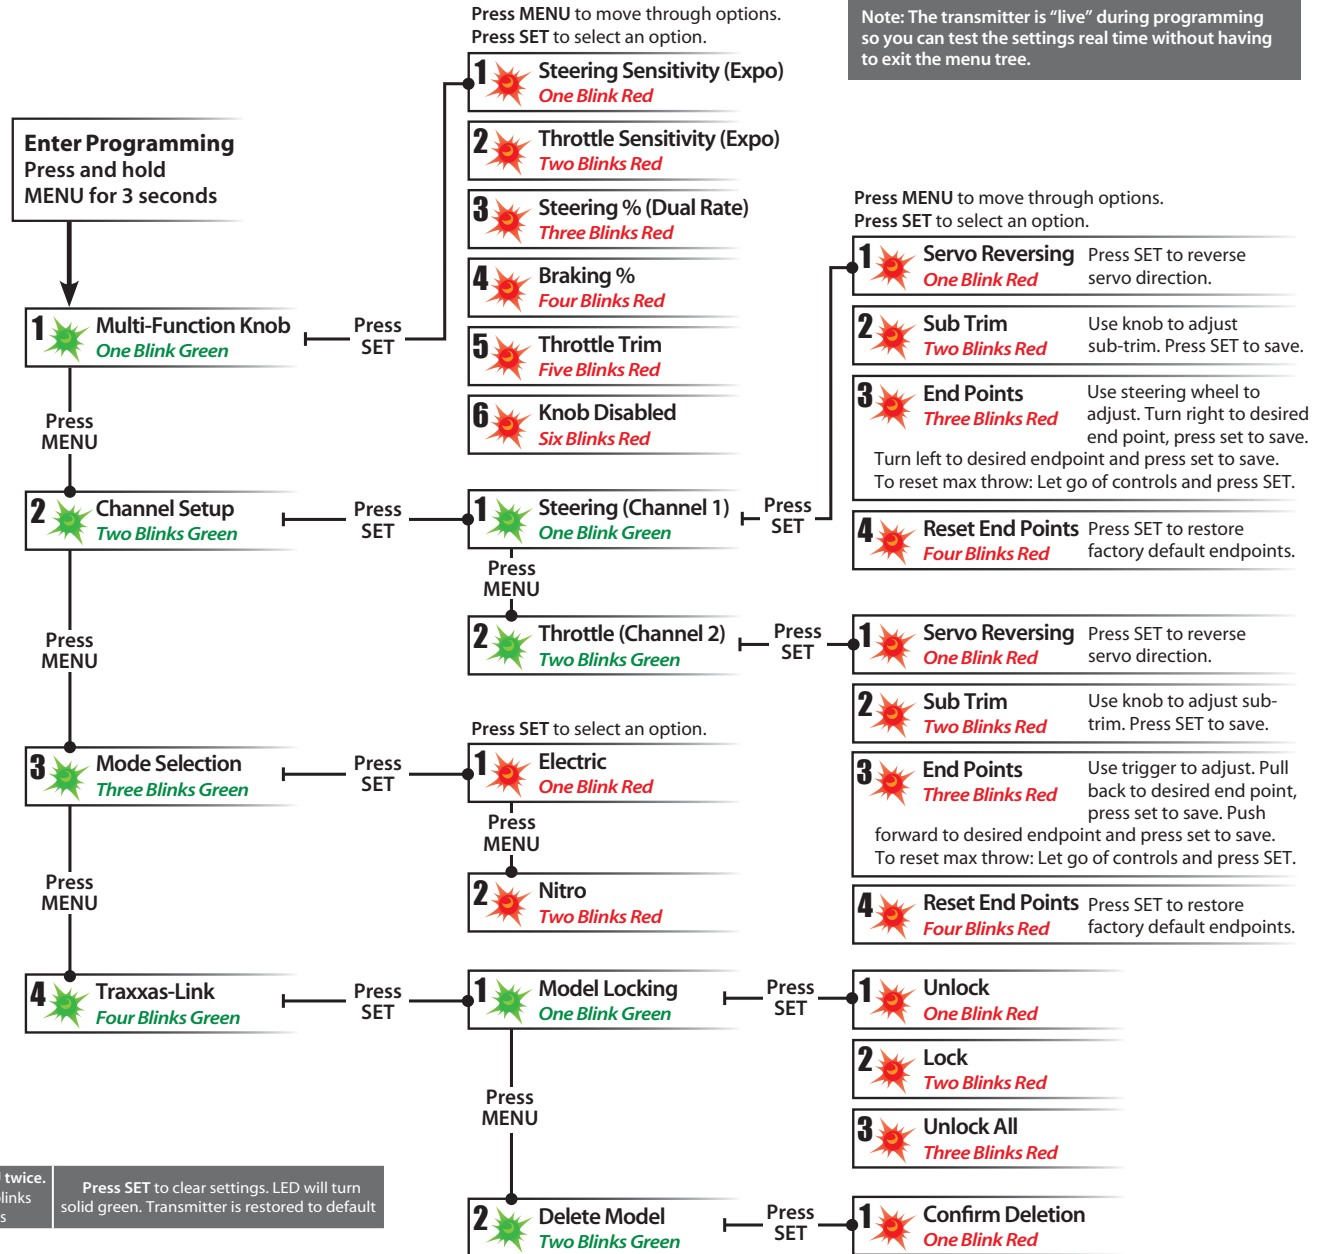 Press MENU to move through options.
Press SET to select an option.
Note: The transmitter is “live” during programming
so you can test the settings real time without having
to exit the menu tree.
Enter Programming
Press and hold
MENU for 3 seconds
1 Multi-Function Knob
One Blink Green
Press
SET
1 Steering Sensitivity (Expo)
One Blink Red
2 Throttle Sensitivity (Expo)
Two Blinks Red
3 Steering % (Dual Rate)
Three Blinks Red
4 Braking %
Four Blinks Red
5 Throttle Trim
Five Blinks Red
6 Knob Disabled
Six Blinks Red
Press
MENU
2 Channel Setup
Two Blinks Green
Press
SET
1 Steering (Channel 1)
One Blink Green
Press
SET
Press MENU to move through options.
Press SET to select an option.
1 Servo Reversing Press SET to reverse
One Blink Red servo direction.
2 Sub Trim Use knob to adjust
Two Blinks Red sub-trim. Press SET to save.
3 End Points Use steering wheel to
Three Blinks Red adjust. Turn right to desired
end point, press set to save.
Turn left to desired endpoint and press set to save.
To reset max throw: Let go of controls and press SET.
4 Reset End Points Press SET to restore
Four Blinks Red factory default endpoints.
Press
MENU
2 Throttle (Channel 2)
Two Blinks Green
Press
SET
1 Servo Reversing Press SET to reverse
One Blink Red servo direction.
2 Sub Trim Use knob to adjust sub-
Two Blinks Red trim. Press SET to save.
3 End Points Use trigger to adjust. Pull
Three Blinks Red back to desired end point,
press set to save. Push
forward to desired endpoint and press set to save.
To reset max throw: Let go of controls and press SET.
4 Reset End Points Press SET to restore
Four Blinks Red factory default endpoints.
Press
MENU
3 Mode Selection
Three Blinks Green
Press
SET
Press SET to select an option.
1 Electric
One Blink Red
Press
MENU
2 Nitro
Two Blinks Red
Press
MENU
4 Traxxas-Link
Four Blinks Green
Press
SET
1 Model Locking
One Blink Green
Press
SET
1 Unlock
One Blink Red
2 Lock
Two Blinks Red
3 Unlock All
Three Blinks Red
Press
MENU
2 Delete Model
Two Blinks Green
Press
SET
1 Confirm Deletion
One Blink Red
twice.
Press SET to clear settings. LED will turn
solid green. Transmitter is restored to default